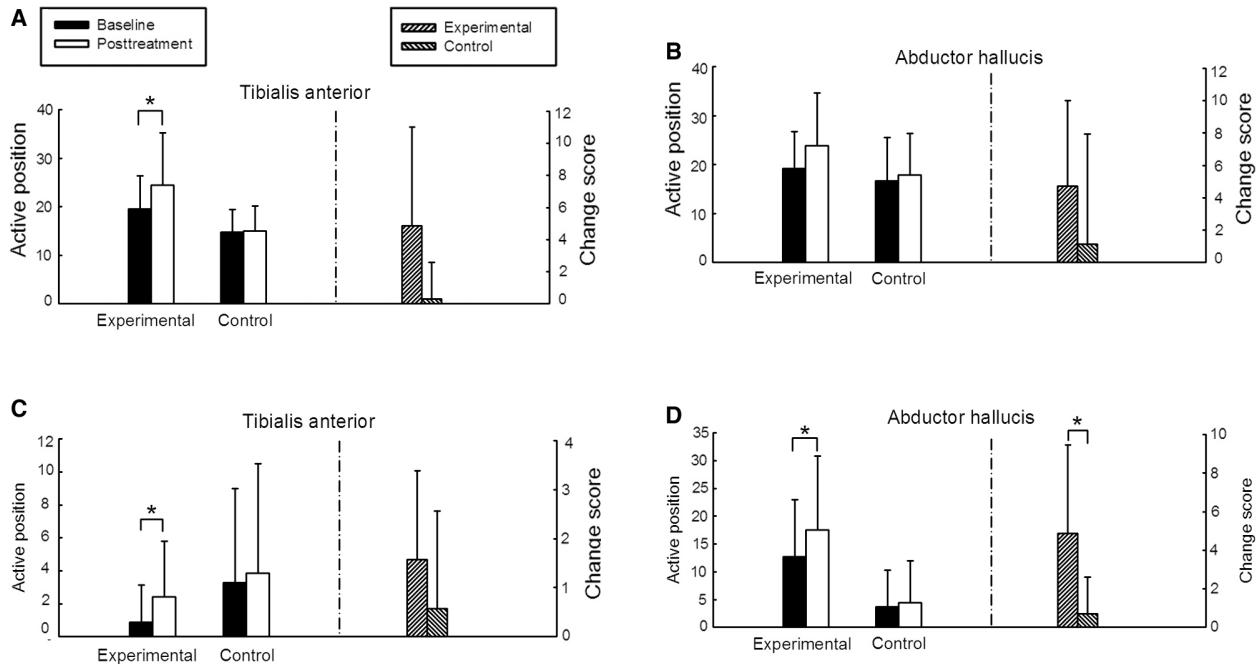 A
Baseline
Posttreatment
Experimental
Control
Tibialis anterior
*
Active position
40
30
20
10
0
Experimental
Control
12
10
8
6
4
2
0
Change score
B
Abductor hallucis
Active position
40
30
20
10
0
Experimental
Control
12
10
8
6
4
2
0
Change score
C
Tibialis anterior
*
Active position
12
10
8
6
4
2
0
Experimental
Control
4
3
2
1
0
Change score
D
Abductor hallucis
*
*
Active position
35
30
25
20
15
10
5
0
Experimental
Control
10
8
6
4
2
0
Change score